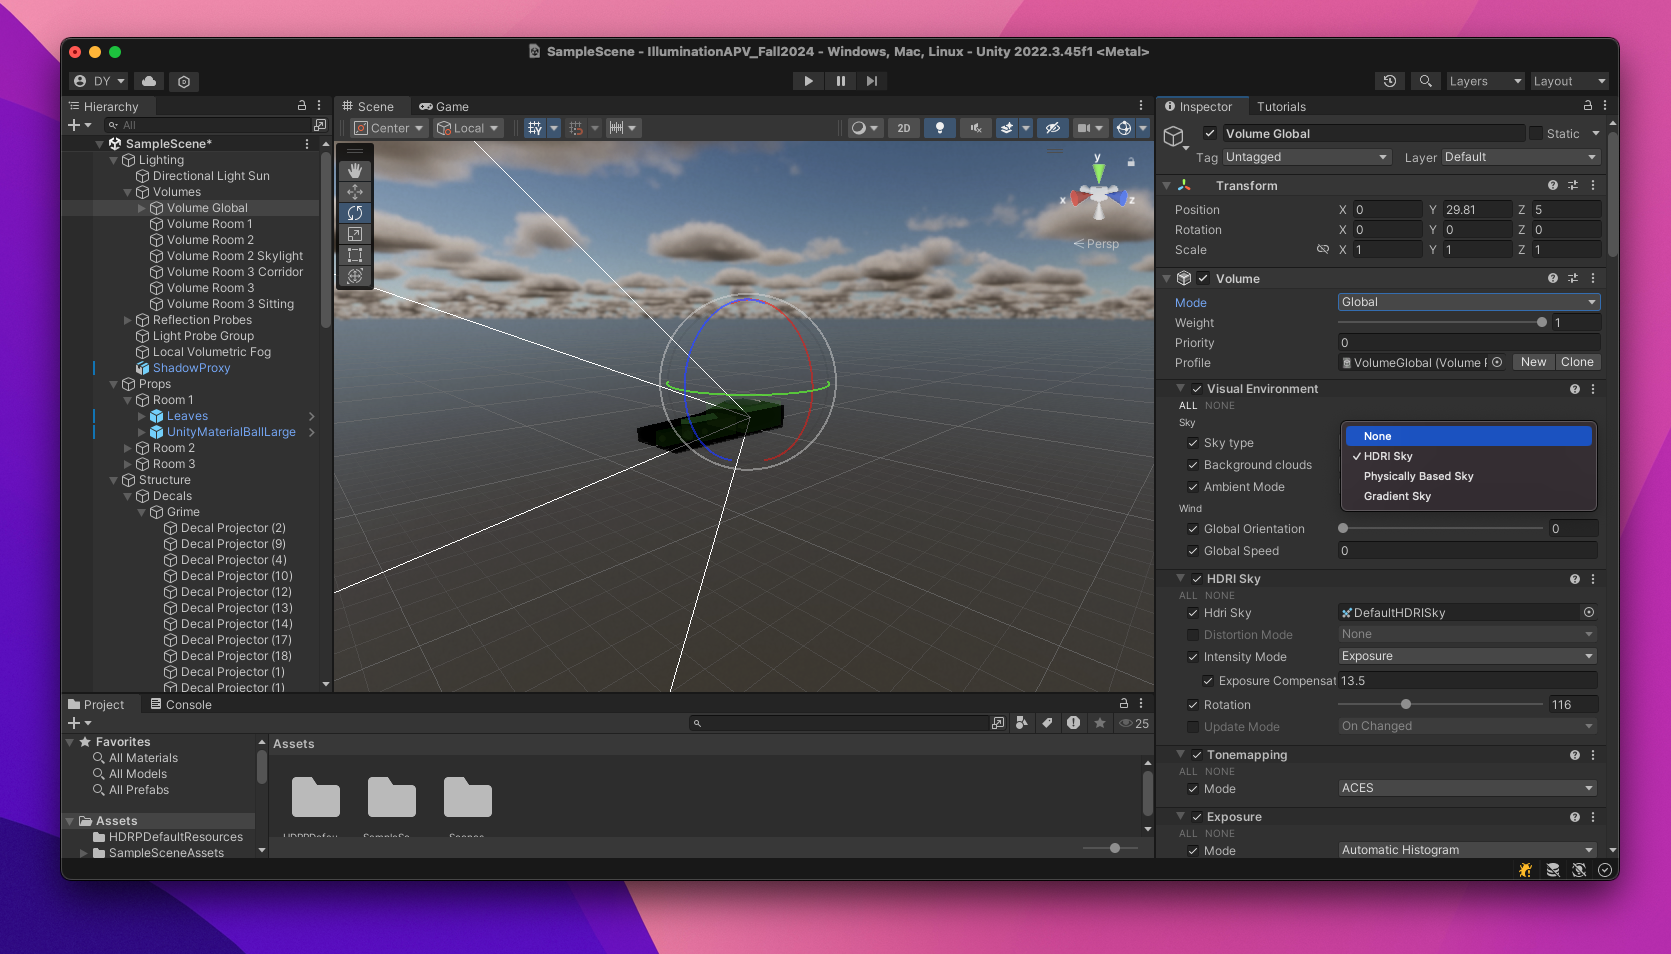 SampleScene - IlluminationAPV_Fall2024 - Windows, Mac, Linux - Unity 2022.3.45f1 <Metal>
DY
Layers
Layout
Hierarchy
All
SampleScene*
Lighting
Directional Light Sun
Volumes
Volume Global
Volume Room 1
Volume Room 2
Volume Room 2 Skylight
Volume Room 3 Corridor
Volume Room 3
Volume Room 3 Sitting
Reflection Probes
Light Probe Group
Local Volumetric Fog
ShadowProxy
Props
Room 1
Leaves
UnityMaterialBallLarge
Room 2
Room 3
Structure
Decals
Grime
Decal Projector (2)
Decal Projector (9)
Decal Projector (4)
Decal Projector (10)
Decal Projector (12)
Decal Projector (13)
Decal Projector (14)
Decal Projector (17)
Decal Projector (18)
Decal Projector (1)
Decal Projector (1)
Scene
Game
Center
Local
2D
y
x
z
Persp
Inspector
Tutorials
Volume Global
Static
Tag Untagged
Layer Default
Transform
Position X 0 Y 29.81 Z 5
Rotation X 0 Y 0 Z 0
Scale X 1 Y 1 Z 1
Volume
Mode Global
Weight 1
Priority 0
Profile VolumeGlobal (Volume New Clone
Visual Environment
ALL NONE
Sky
Sky type
Background clouds
Ambient Mode
None
HDRI Sky
Physically Based Sky
Gradient Sky
Wind
Global Orientation 0
Global Speed 0
HDRI Sky
ALL NONE
Hdri Sky DefaultHDRISky
Distortion Mode None
Intensity Mode Exposure
Exposure Compensat 13.5
Rotation 116
Update Mode On Changed
Tonemapping
ALL NONE
Mode ACES
Exposure
ALL NONE
Mode Automatic Histogram
Project
Console
25
Favorites
All Materials
All Models
All Prefabs
Assets
HDRPDefaultResources
SampleSceneAssets
Assets